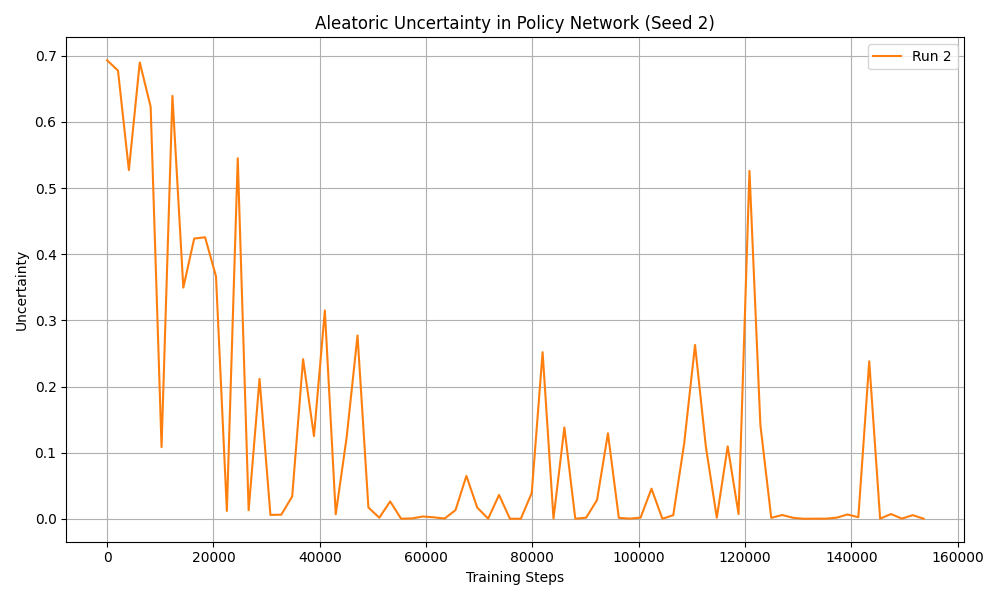 Aleatoric Uncertainty in Policy Network (Seed 2)
Run 2
Uncertainty
0.7
0.6
0.5
0.4
0.3
0.2
0.1
0.0
0 20000 40000 60000 80000 100000 120000 140000 160000
Training Steps